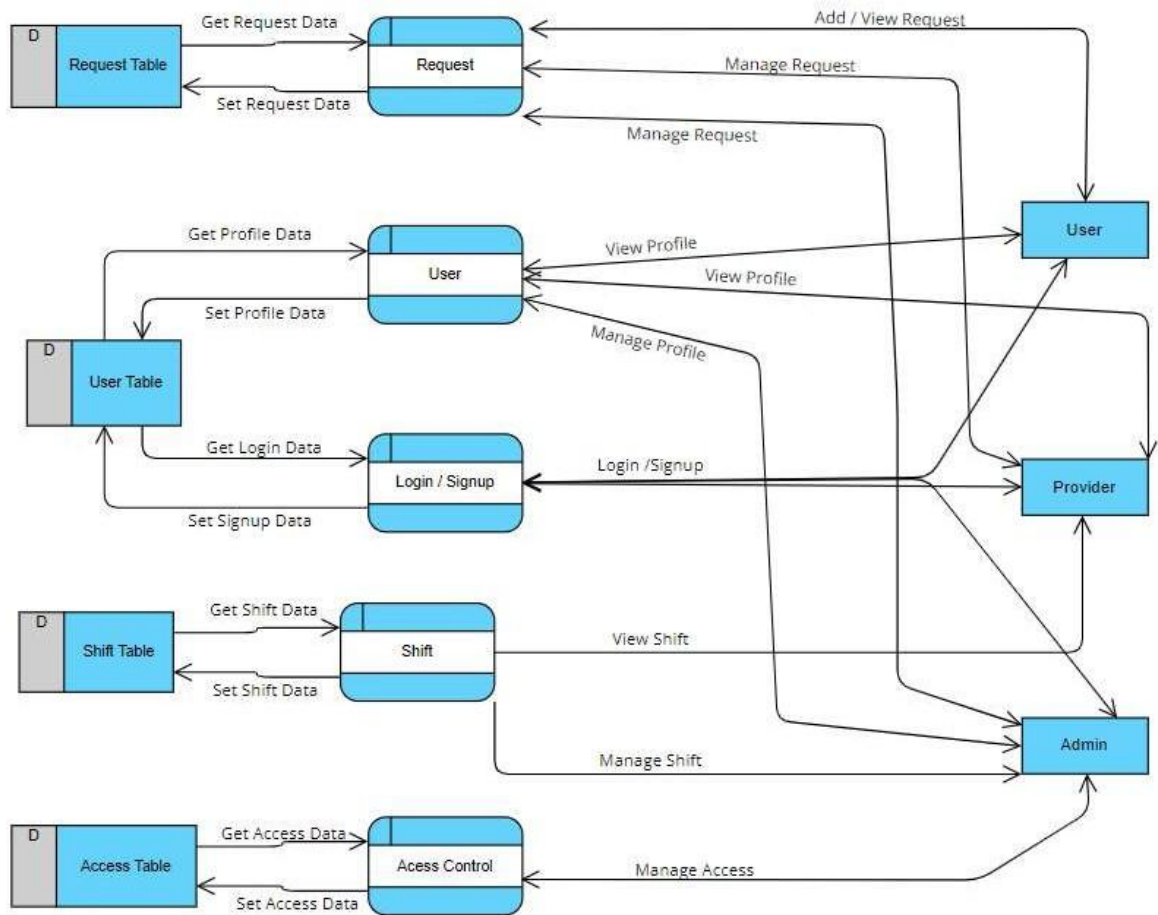 Get Request Data
Add / View Request
D
Request Table
Request
Manage Request
Set Request Data
Manage Request
User
Get Profile Data
View Profile
User
View Profile
Set Profile Data
Manage Profile
D
User Table
Get Login Data
Login / Signup
Login /Signup
Provider
Set Signup Data
Get Shift Data
D
Shift Table
Shift
View Shift
Set Shift Data
Admin
Manage Shift
D
Get Access Data
Access Table
Acess Control
Manage Access
Set Access Data